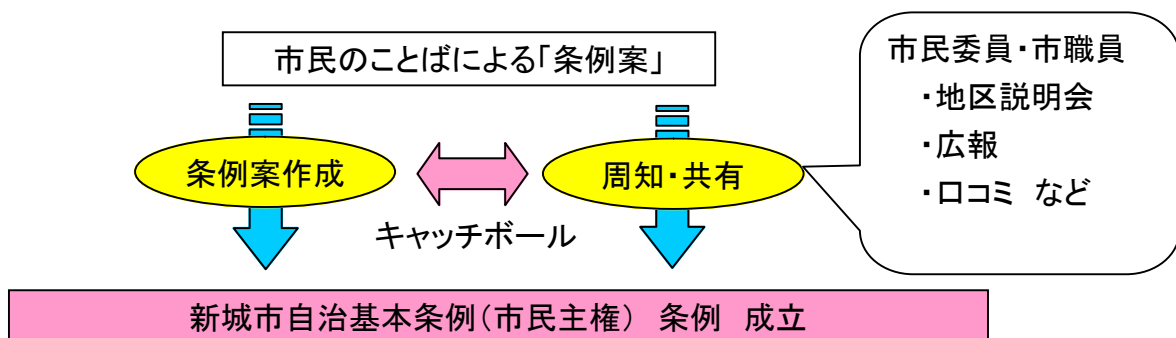 市民のことばによる「条例案」
市民委員・市職員
・地区説明会
・広報
・口コミ など
条例案作成
周知・共有
キャッチボール
新城市自治基本条例(市民主権) 条例 成立